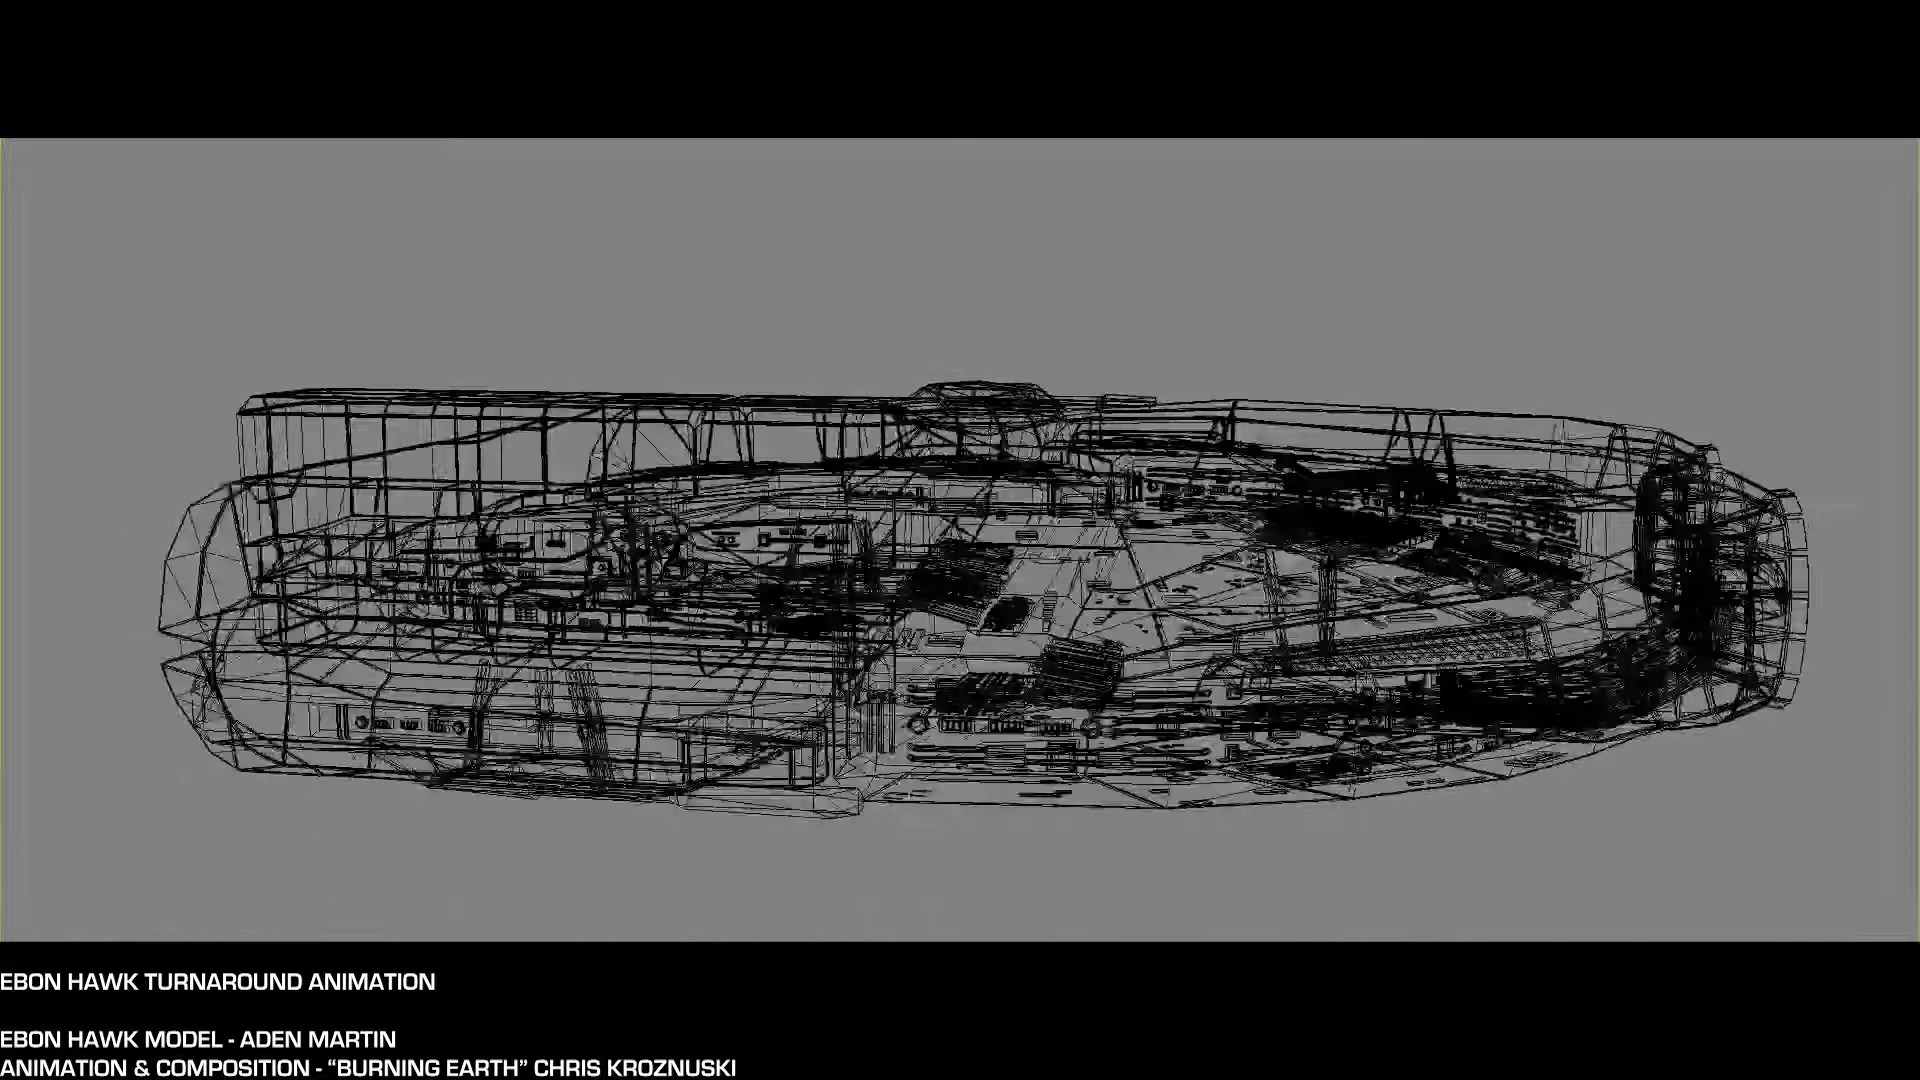 EBON HAWK TURNAROUND ANIMATION
EBON HAWK MODEL - ADEN MARTIN
ANIMATION & COMPOSITION - “BURNING EARTH” CHRIS KROZNUSKI